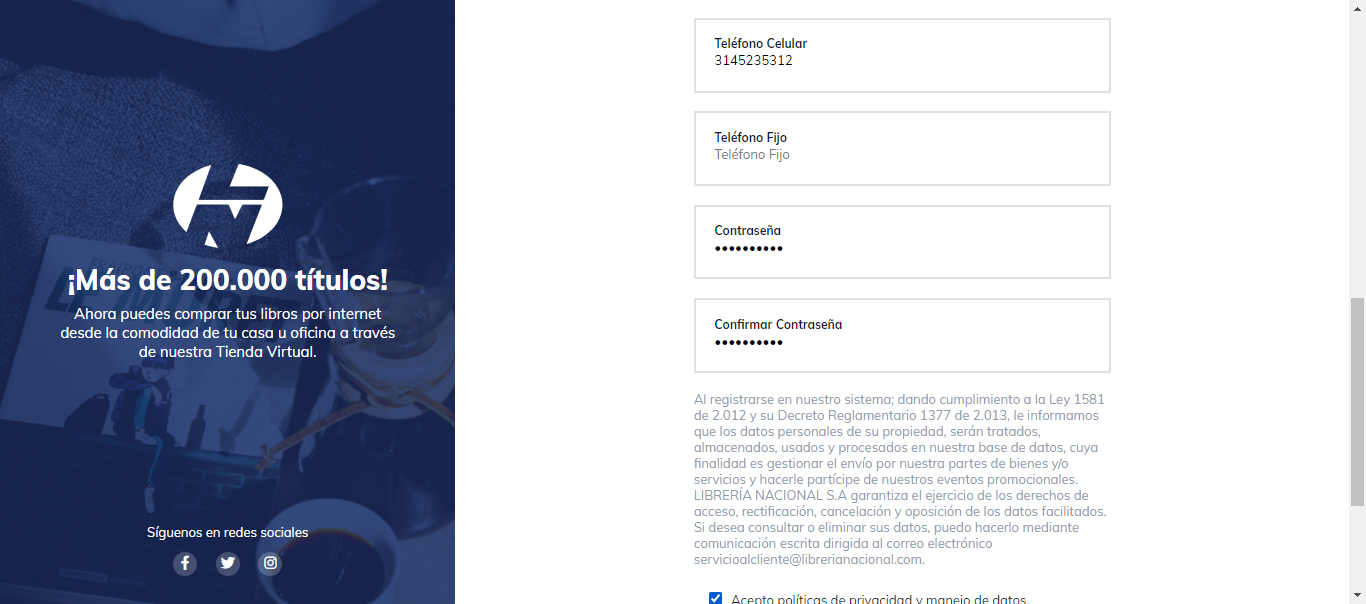 ¡Más de 200.000 títulos!
Ahora puedes comprar tus libros por internet
desde la comodidad de tu casa u oficina a través
de nuestra Tienda Virtual.
Síguenos en redes sociales
Teléfono Celular
3145235312
Teléfono Fijo
Teléfono Fijo
Contraseña
••••••••••
Confirmar Contraseña
••••••••••
Al registrarse en nuestro sistema; dando cumplimiento a la Ley 1581
de 2.012 y su Decreto Reglamentario 1377 de 2.013, le informamos
que los datos personales de su propiedad, serán tratados,
almacenados, usados y procesados en nuestra base de datos, cuya
finalidad es gestionar el envío por nuestra partes de bienes y/o
servicios y hacerle partícipe de nuestros eventos promocionales.
LIBRERÍA NACIONAL S.A garantiza el ejercicio de los derechos de
acceso, rectificación, cancelación y oposición de los datos facilitados.
Si desea consultar o eliminar sus datos, puedo hacerlo mediante
comunicación escrita dirigida al correo electrónico
servicioalcliente@librerianacional.com.
Acepto políticas de privacidad y manejo de datos.